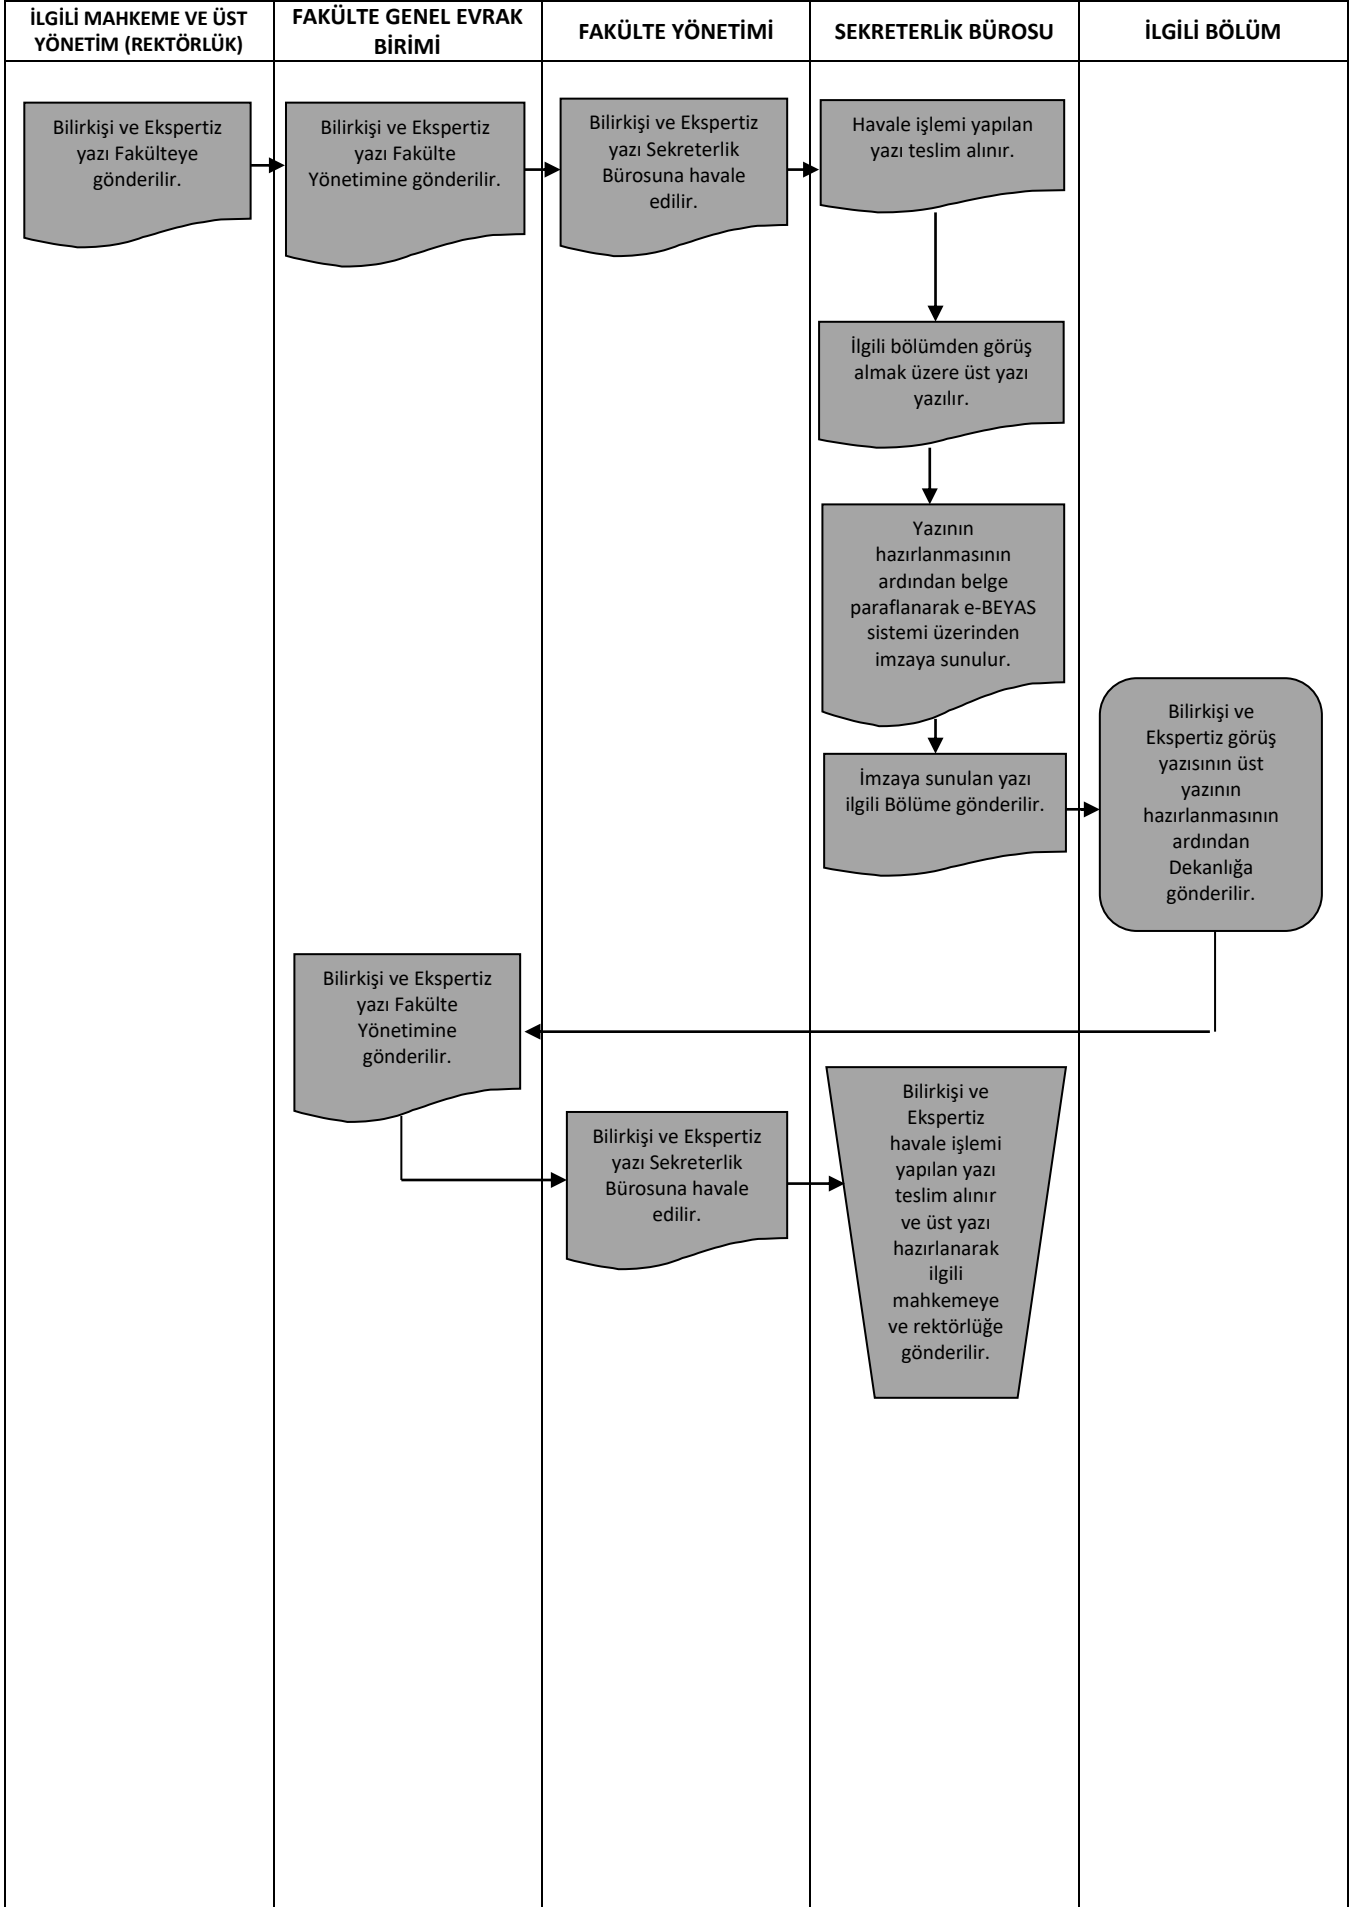 İLGİLİ MAHKEME VE ÜST
YÖNETİM (REKTÖRLÜK)
FAKÜLTE GENEL EVRAK
BİRİMİ
FAKÜLTE YÖNETİMİ
SEKRETERLİK BÜROSU
İLGİLİ BÖLÜM
Bilirkişi ve Ekspertiz
yazı Fakülteye
gönderilir.
Bilirkişi ve Ekspertiz
yazı Fakülte
Yönetimine gönderilir.
Bilirkişi ve Ekspertiz
yazı Sekreterlik
Bürosuna havale
edilir.
Havale işlemi yapılan
yazı teslim alınır.
İlgili bölümden görüş
almak üzere üst yazı
yazılır.
Yazının
hazırlanmasının
ardından belge
paraflanarak e-BEYAS
sistemi üzerinden
imzaya sunulur.
İmzaya sunulan yazı
ilgili Bölüme gönderilir.
Bilirkişi ve
Ekspertiz görüş
yazısının üst
yazının
hazırlanmasının
ardından
Dekanlığa
gönderilir.
Bilirkişi ve Ekspertiz
yazı Fakülte
Yönetimine
gönderilir.
Bilirkişi ve Ekspertiz
yazı Sekreterlik
Bürosuna havale
edilir.
Bilirkişi ve
Ekspertiz
havale işlemi
yapılan yazı
teslim alınır
ve üst yazı
hazırlanarak
ilgili
mahkemeye
ve rektörlüğe
gönderilir.